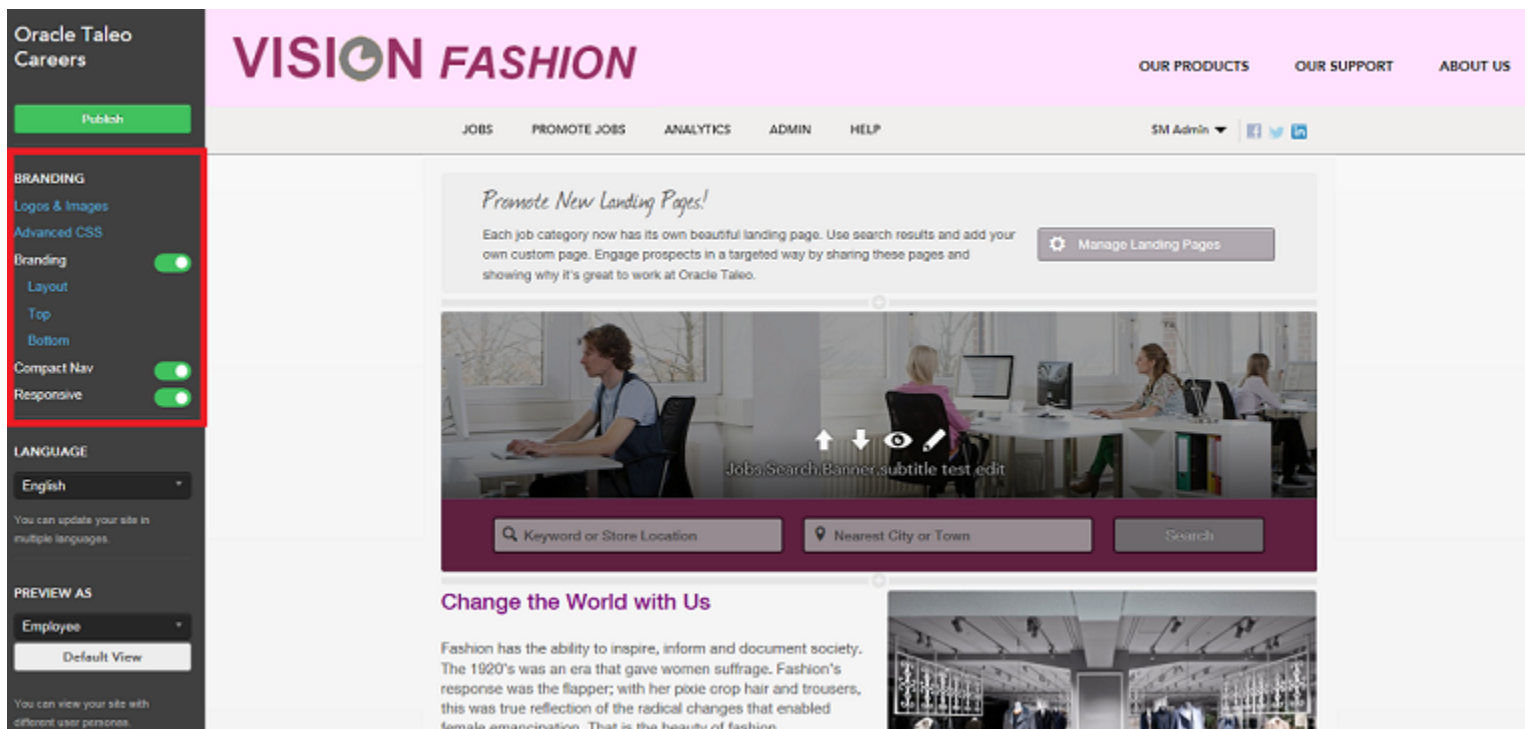 Oracle Taleo
Careers
Publish
BRANDING
Logos & Images
Advanced CSS
Branding
Layout
Top
Bottom
Compact Nav
Responsive
LANGUAGE
English
You can update your site in
multiple languages.
PREVIEW AS
Employee
Default View
You can view your site with
different user personas.
VISION FASHION
OUR PRODUCTS
OUR SUPPORT
ABOUT US
JOBS
PROMOTE JOBS
ANALYTICS
ADMIN
HELP
SM Admin
Promote New Landing Pages!
Each job category now has its own beautiful landing page. Use search results and add your
own custom page. Engage prospects in a targeted way by sharing these pages and
showing why it's great to work at Oracle Taleo.
Manage Landing Pages
Jobs.Search.Banner.subtitle test edit
Keyword or Store Location
Nearest City or Town
Search
Change the World with Us
Fashion has the ability to inspire, inform and document society.
The 1920's was an era that gave women suffrage. Fashion's
response was the flapper; with her pixie crop hair and trousers,
this was true reflection of the radical changes that enabled
female emancipation. That is the beauty of fashion